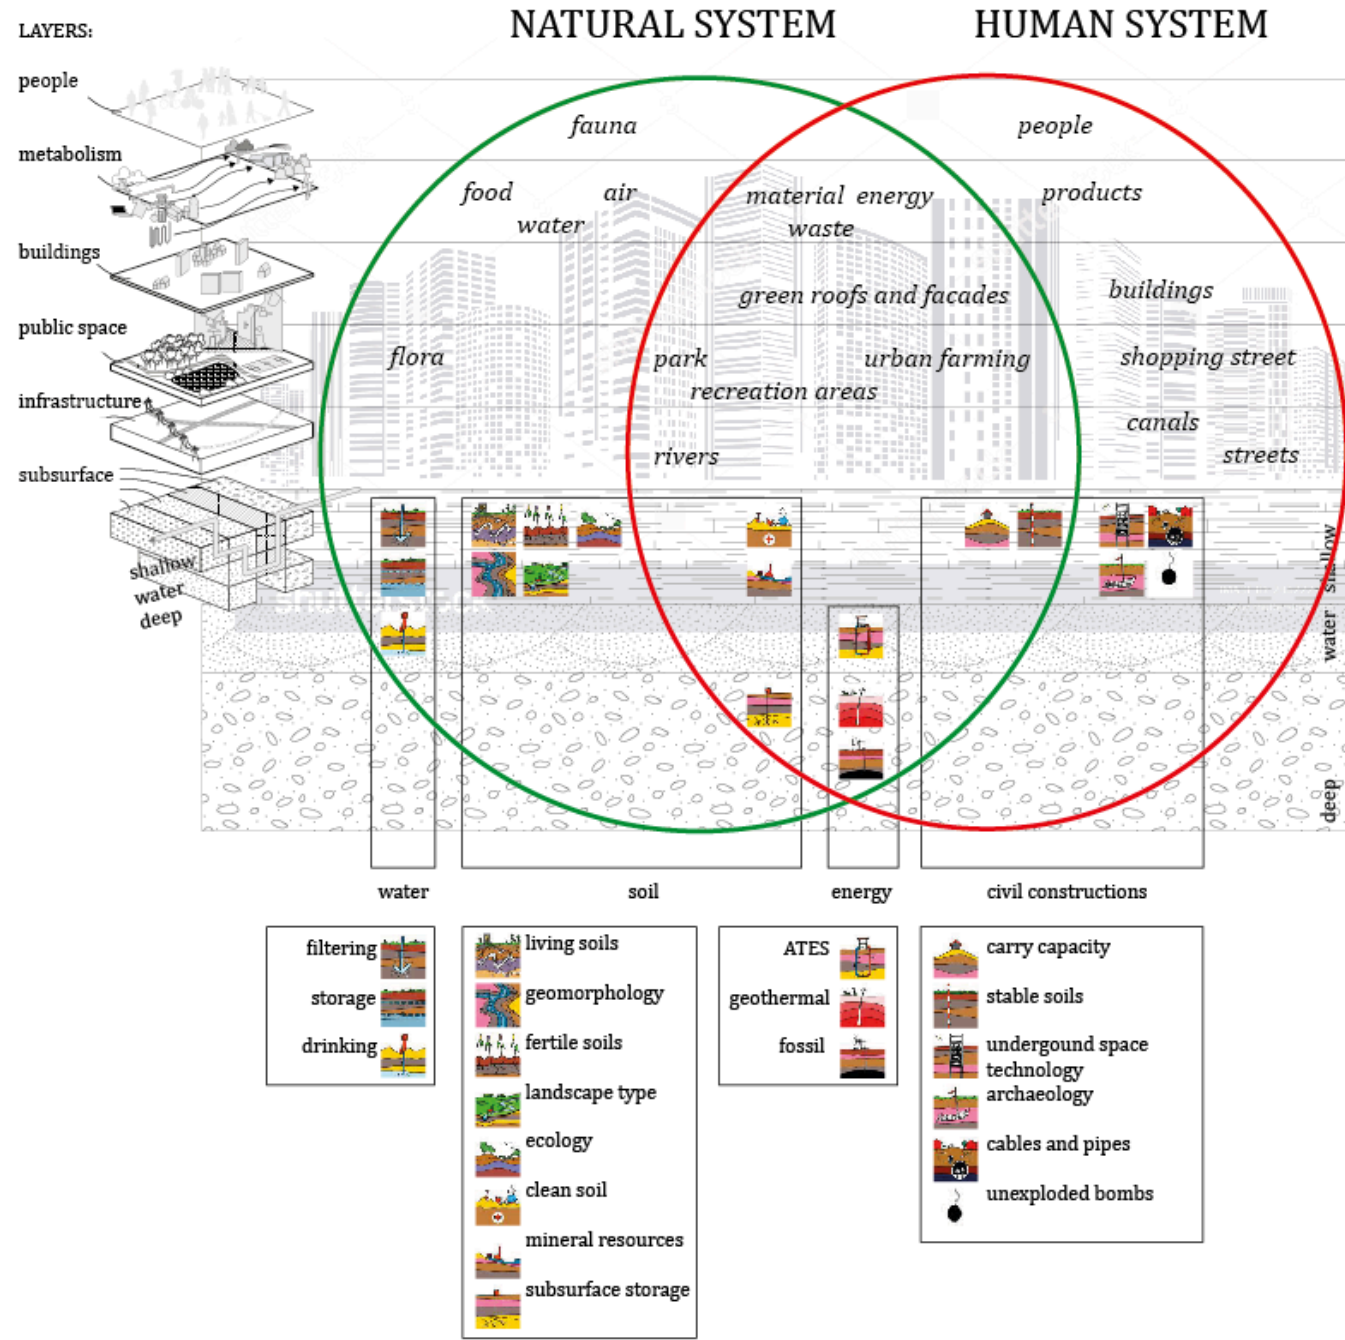 NATURAL SYSTEM
HUMAN SYSTEM
LAYERS:
people
metabolism
buildings
public space
infrastructure
subsurface
shallow
water
deep
fauna
people
food
air
water
material energy
waste
products
green roofs and facades
buildings
flora
park
urban farming
shopping street
recreation areas
canals
rivers
streets
shallow
water
deep
water
soil
energy
civil constructions
filtering
storage
drinking
living soils
geomorphology
fertile soils
landscape type
ecology
clean soil
mineral resources
subsurface storage
ATES
geothermal
fossil
carry capacity
stable soils
undergound space
technology
archaeology
cables and pipes
unexploded bombs